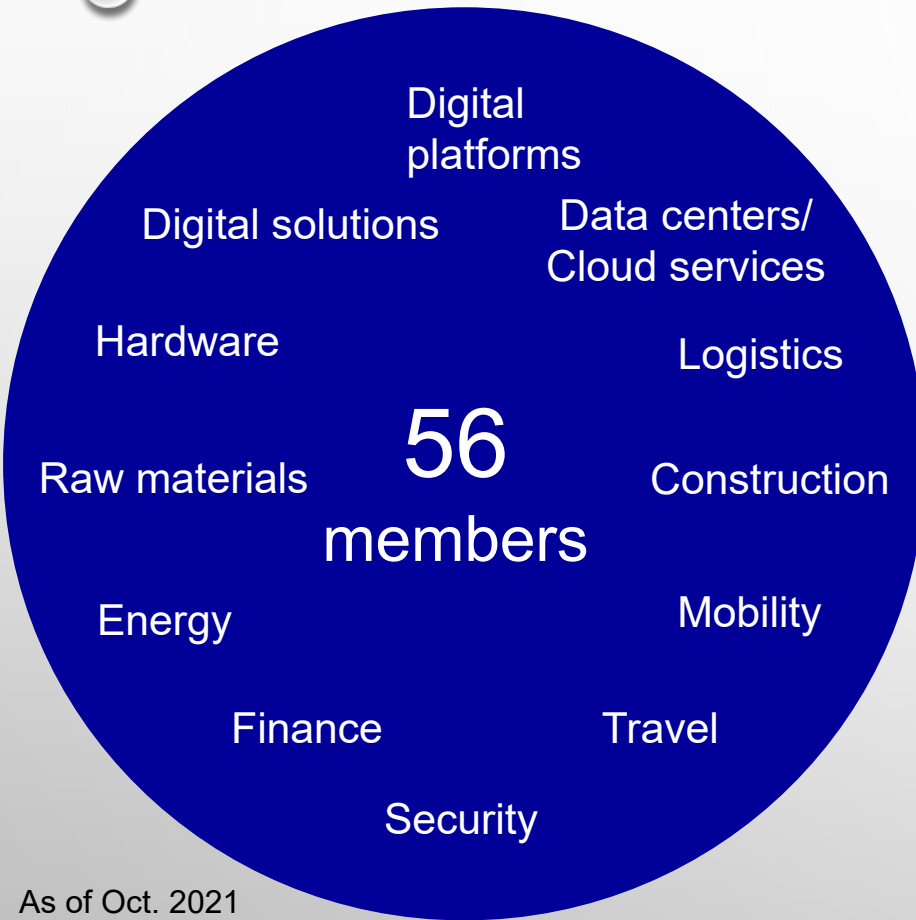 Digital
platforms
Digital solutions
Data centers/
Cloud services
Hardware
Logistics
56
members
Raw materials
Construction
Energy
Mobility
Finance
Travel
Security
As of Oct. 2021